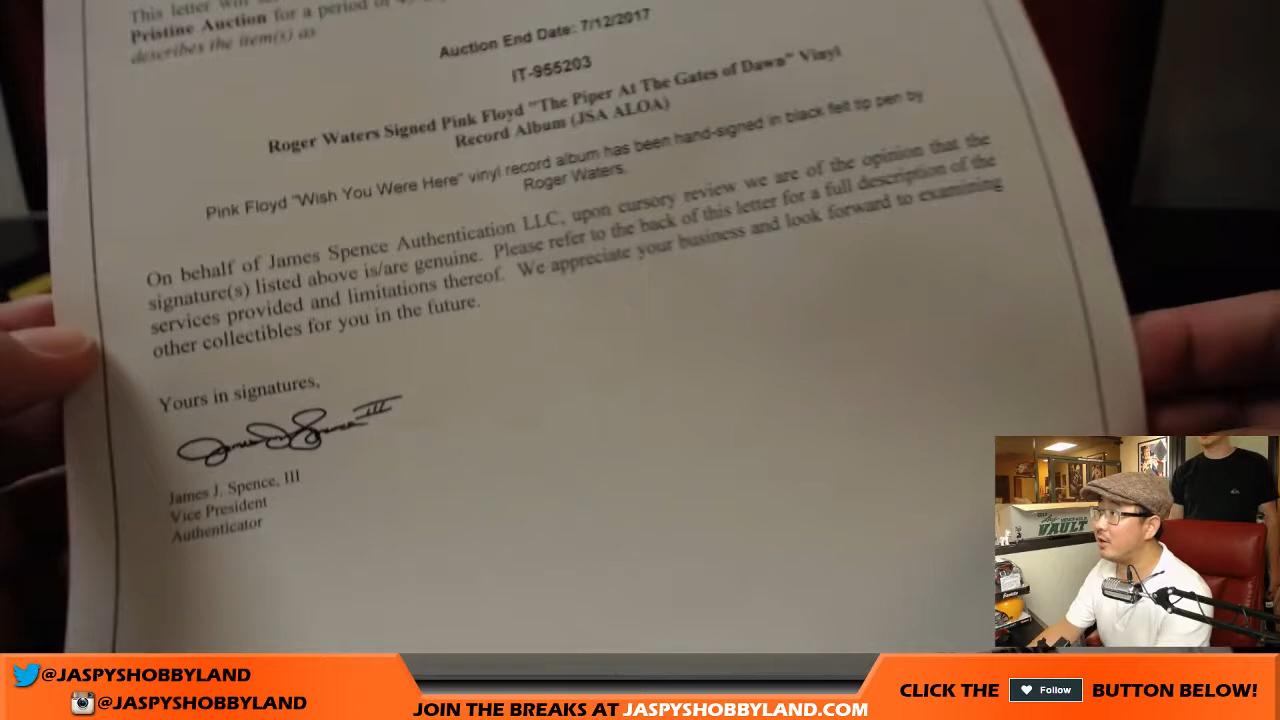 This letter will
Pristine Auction for a period of
describes the item(s) as
Auction End Date: 7/12/2017
IT-955203
Roger Waters Signed Pink Floyd "The Piper At The Gates of Dawn" Vinyl
Record Album (JSA ALOA)
Pink Floyd "Wish You Were Here" vinyl record album has been hand-signed in black felt tip pen by
Roger Waters.
On behalf of James Spence Authentication LLC, upon cursory review we are of the opinion that the
signature(s) listed above is/are genuine. Please refer to the back of this letter for a full description of the
services provided and limitations thereof. We appreciate your business and look forward to examining
other collectibles for you in the future.
Yours in signatures,
James J. Spence, III
Vice President
Authenticator
VAULT
@JASPYSHOBBYLAND
@JASPYSHOBBYLAND
JOIN THE BREAKS AT JASPYSHOBBYLAND.COM
CLICK THE Follow BUTTON BELOW!